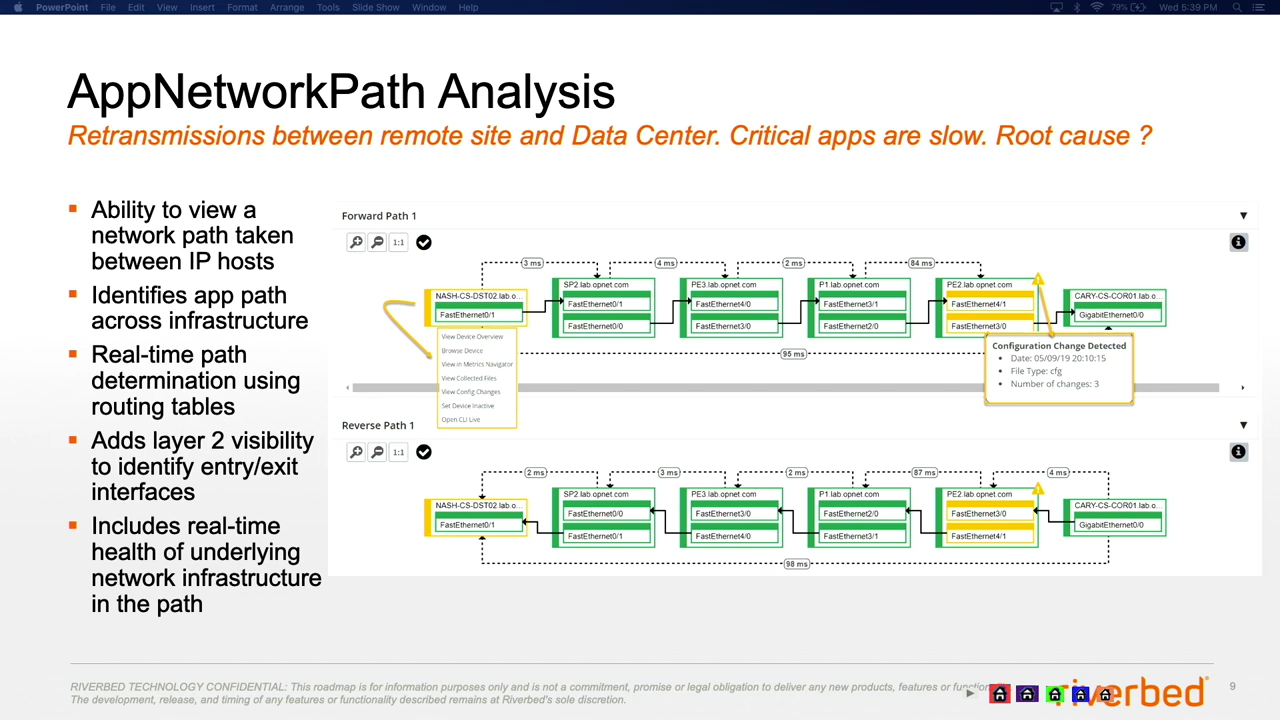 PowerPoint File Edit View Insert Format Arrange Tools Slide Show Window Help 79% Wed 5:39 PM
AppNetworkPath Analysis
Retransmissions between remote site and Data Center. Critical apps are slow. Root cause ?
Ability to view a
network path taken
between IP hosts
Identifies app path
across infrastructure
Real-time path
determination using
routing tables
Adds layer 2 visibility
to identify entry/exit
interfaces
Includes real-time
health of underlying
network infrastructure
in the path
Forward Path 1
1:1
3 ms 4 ms 2 ms 84 ms
NASH-CS-DST02.lab.o...
FastEthernet0/1
SP2.lab.opnet.com
FastEthernet0/1
FastEthernet0/0
PE3.lab.opnet.com
FastEthernet4/0
FastEthernet3/0
P1.lab.opnet.com
FastEthernet3/1
FastEthernet2/0
PE2.lab.opnet.com
FastEthernet4/1
FastEthernet3/0
CARY-CS-COR01.lab.o...
GigabitEthernet0/0
95 ms
View Device Overview
Browse Device
View in Metrics Navigator
View Collected Files
View Config Changes
Set Device Inactive
Open CLI Live
Configuration Change Detected
Date: 05/09/19 20:10:15
File Type: cfg
Number of changes: 3
Reverse Path 1
1:1
2 ms 3 ms 2 ms 87 ms 4 ms
NASH-CS-DST02.lab.o...
FastEthernet0/1
SP2.lab.opnet.com
FastEthernet0/0
FastEthernet0/1
PE3.lab.opnet.com
FastEthernet3/0
FastEthernet4/0
P1.lab.opnet.com
FastEthernet2/0
FastEthernet3/1
PE2.lab.opnet.com
FastEthernet3/0
FastEthernet4/1
CARY-CS-COR01.lab.o...
GigabitEthernet0/0
98 ms
RIVERBED TECHNOLOGY CONFIDENTIAL: This roadmap is for information purposes only and is not a commitment, promise or legal obligation to deliver any new products, features or
The development, release, and timing of any features or functionality described remains at Riverbed's sole discretion.
riverbed
9